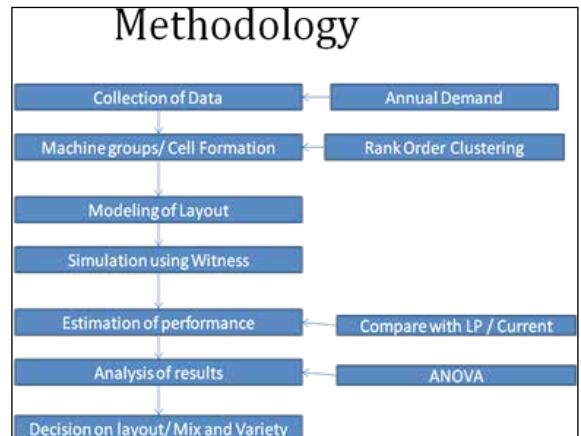 Methodology
Collection of Data
Annual Demand
Machine groups/ Cell Formation
Rank Order Clustering
Modeling of Layout
Simulation using Witness
Estimation of performance
Compare with LP / Current
Analysis of results
ANOVA
Decision on layout/ Mix and Variety